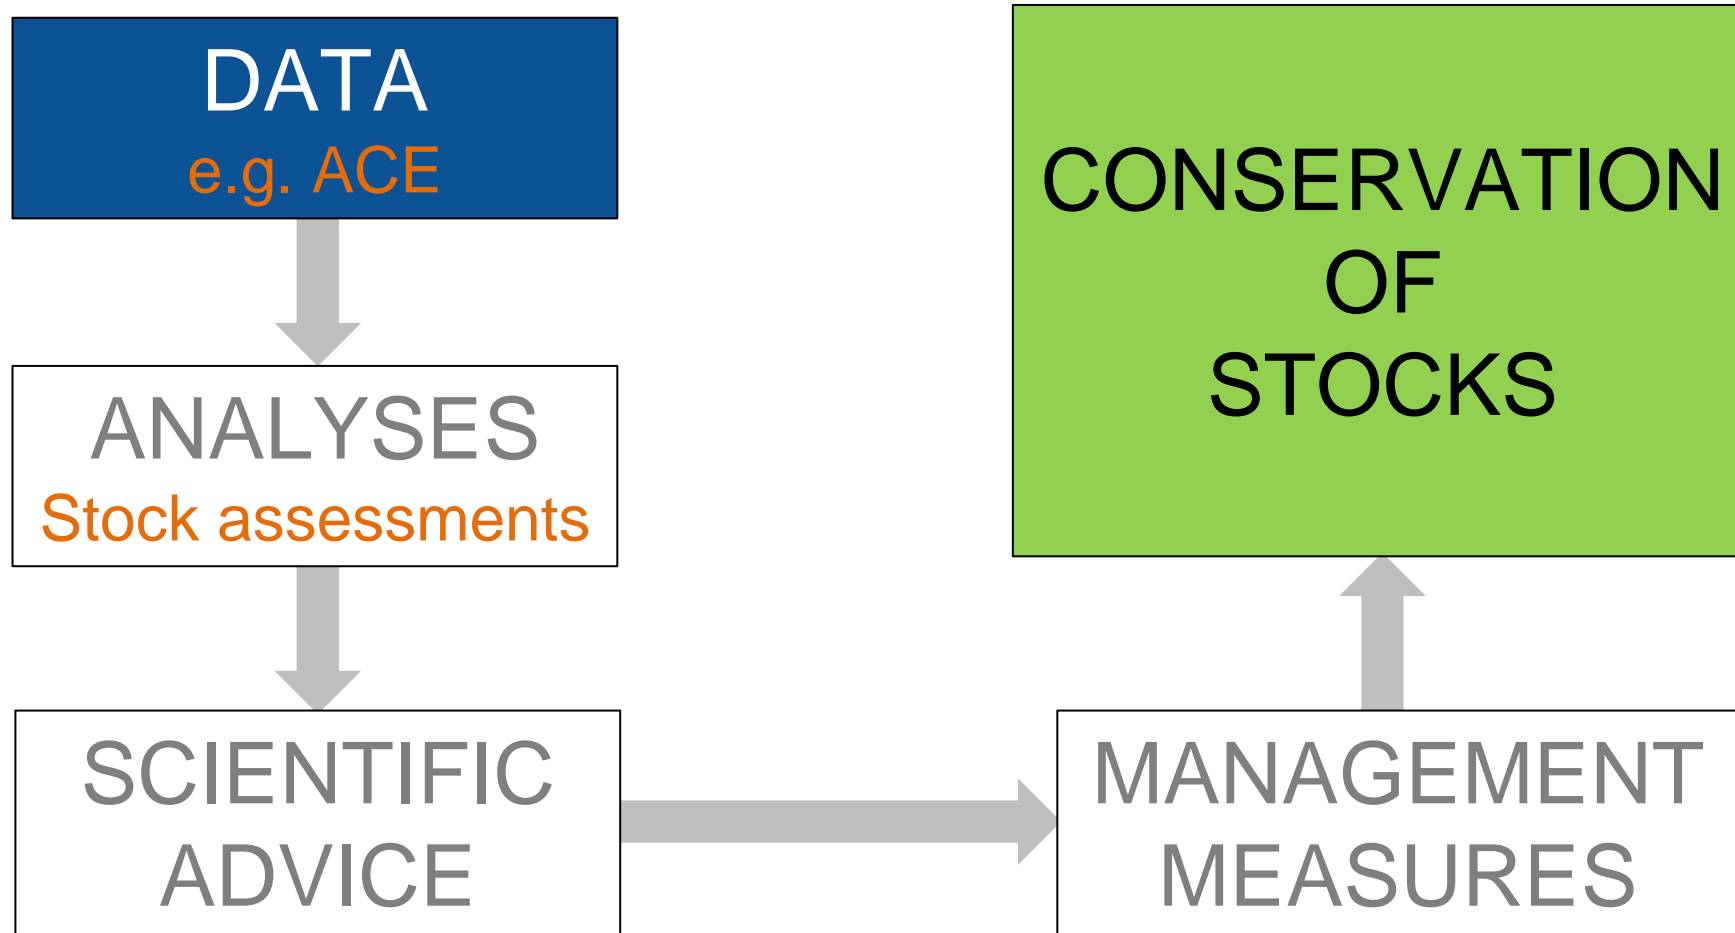 DATA
e.g. ACE
ANALYSES
Stock assessments
SCIENTIFIC
ADVICE
MANAGEMENT
MEASURES
CONSERVATION
OF
STOCKS